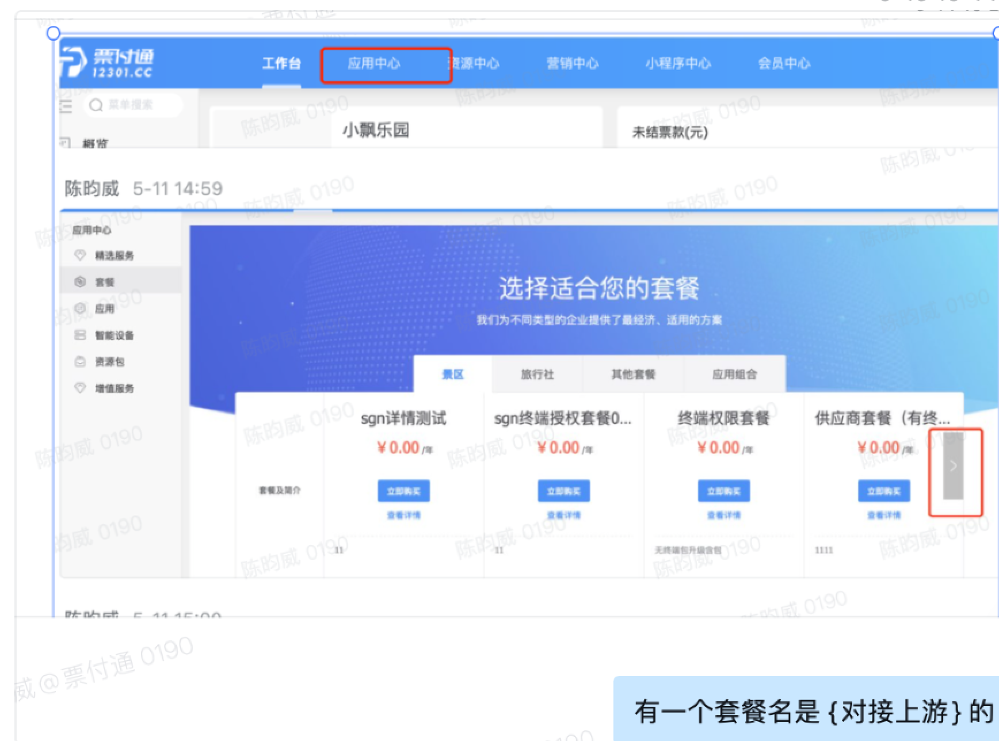 票付通
12301.CC
工作台 应用中心 资源中心 营销中心 小程序中心 会员中心
菜单搜索
小飘乐园
未结票款(元)
概览
陈昀威 5-11 14:59
应用中心
精选服务
套餐
应用
智能设备
资源包
增值服务
选择适合您的套餐
我们为不同类型的企业提供了最经济、适用的方案
景区 旅行社 其他套餐 应用组合
sgn详情测试 sgn终端授权套餐0... 终端权限套餐 供应商套餐（有终...
¥0.00/年 ¥0.00/年 ¥0.00/年 ¥0.00/年
套餐及简介
立即购买 立即购买 立即购买 立即购买
查看详情 查看详情 查看详情 查看详情
11 11 无终端包升级含包 1111
陈昀威 5-11 15:00
威@票付通 0190
有一个套餐名是{对接上游}的
陈昀威 0190